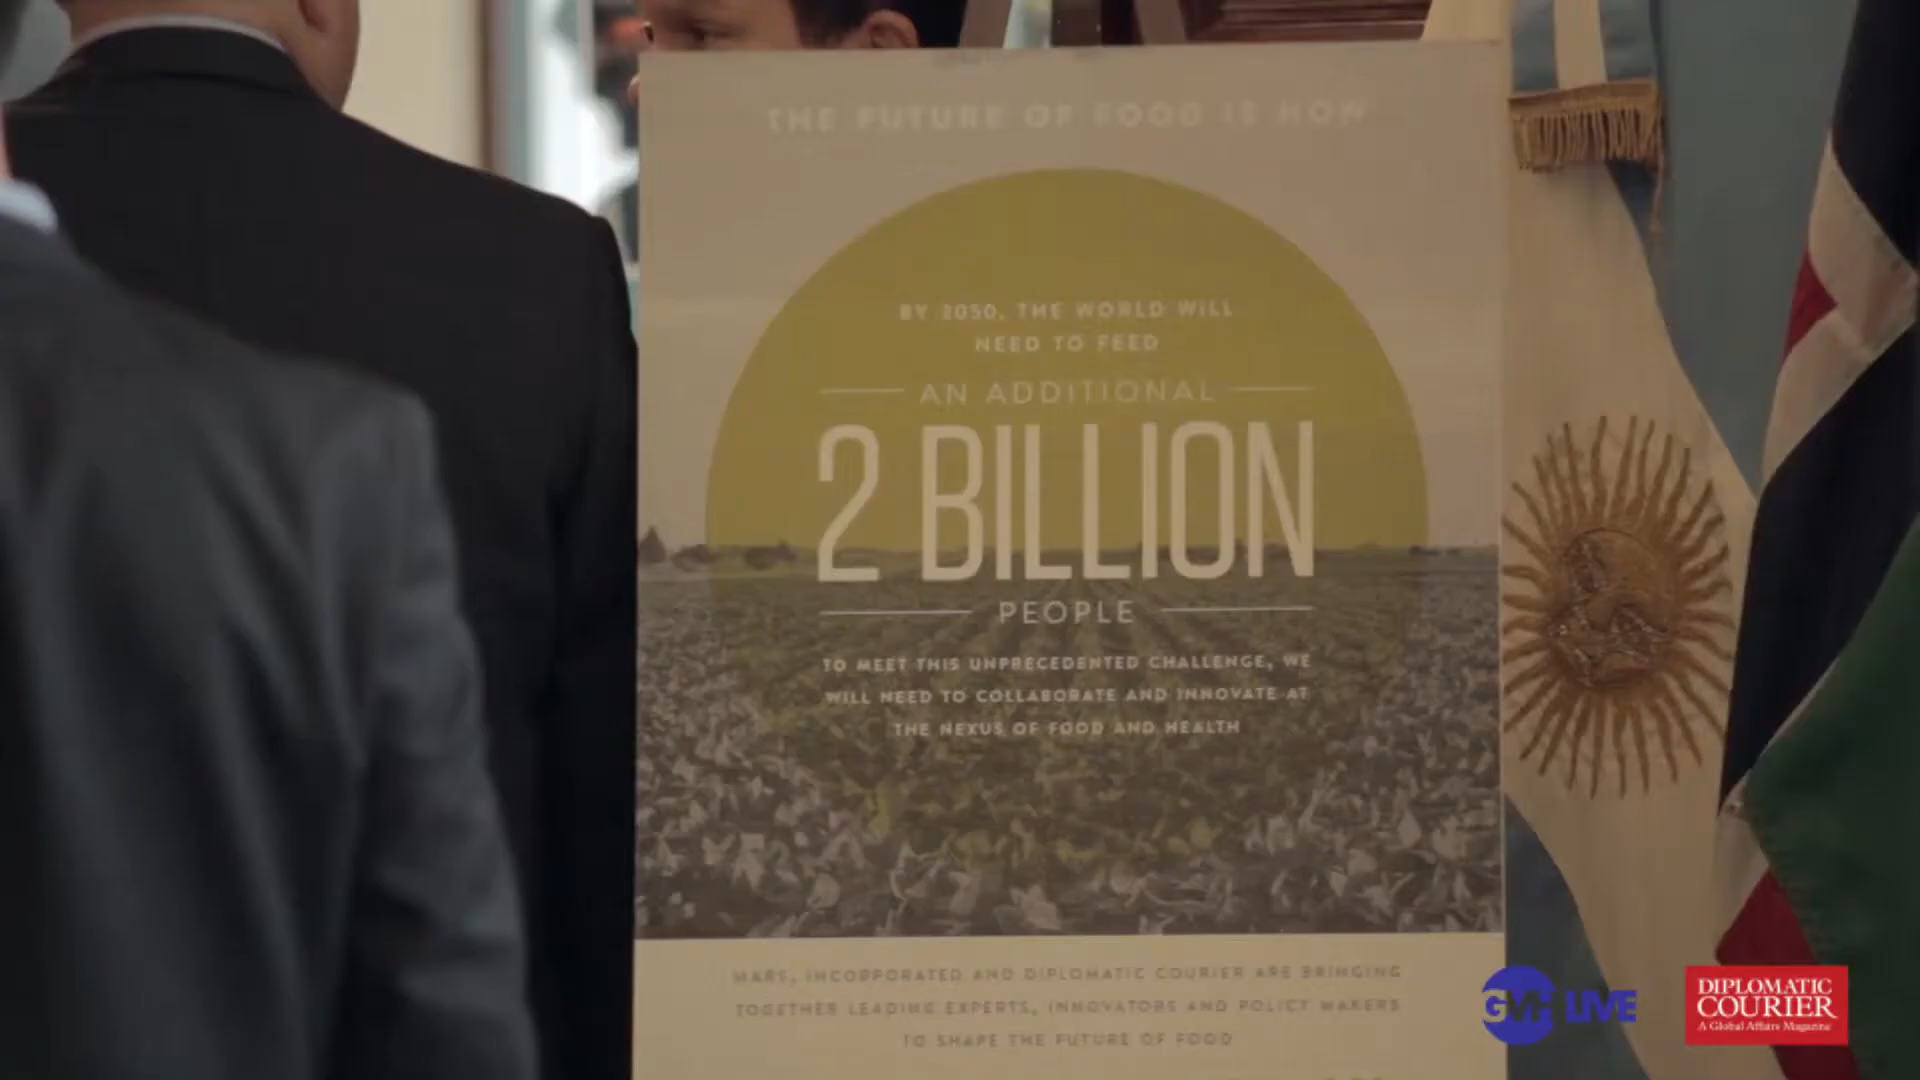 THE FUTURE OF FOOD IS NOW
BY 2050, THE WORLD WILL
NEED TO FEED
AN ADDITIONAL
2 BILLION
PEOPLE
TO MEET THIS UNPRECEDENTED CHALLENGE, WE
WILL NEED TO COLLABORATE AND INNOVATE AT
THE NEXUS OF FOOD AND HEALTH
MARS, INCORPORATED AND DIPLOMATIC COURIER ARE BRINGING
TOGETHER LEADING EXPERTS, INNOVATORS AND POLICY MAKERS
TO SHAPE THE FUTURE OF FOOD
GVH LIVE
DIPLOMATIC
COURIER
A Global Affairs Magazine